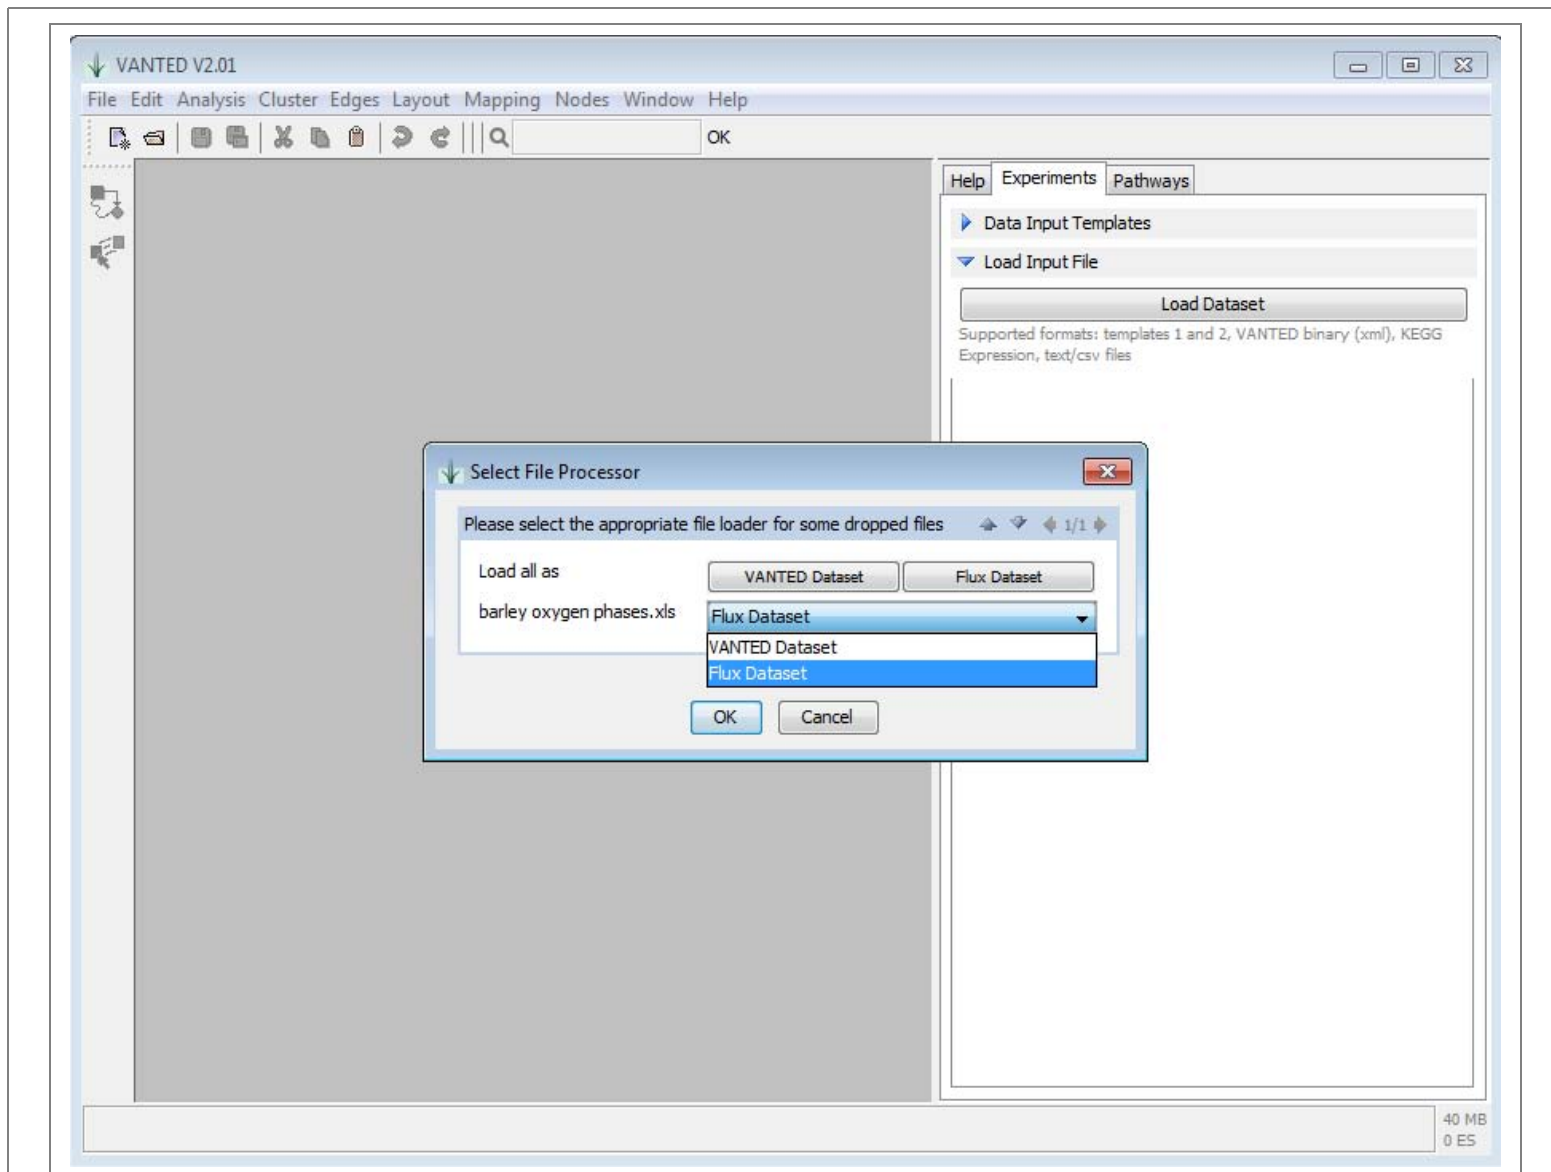 VANTED V2.01
File Edit Analysis Cluster Edges Layout Mapping Nodes Window Help
OK
Help Experiments Pathways
Data Input Templates
Load Input File
Load Dataset
Supported formats: templates 1 and 2, VANTED binary (xml), KEGG
Expression, text/csv files
Select File Processor
Please select the appropriate file loader for some dropped files 1/1
Load all as VANTED Dataset Flux Dataset
barley oxygen phases.xls Flux Dataset
VANTED Dataset
Flux Dataset
OK Cancel
40 MB
0 ES